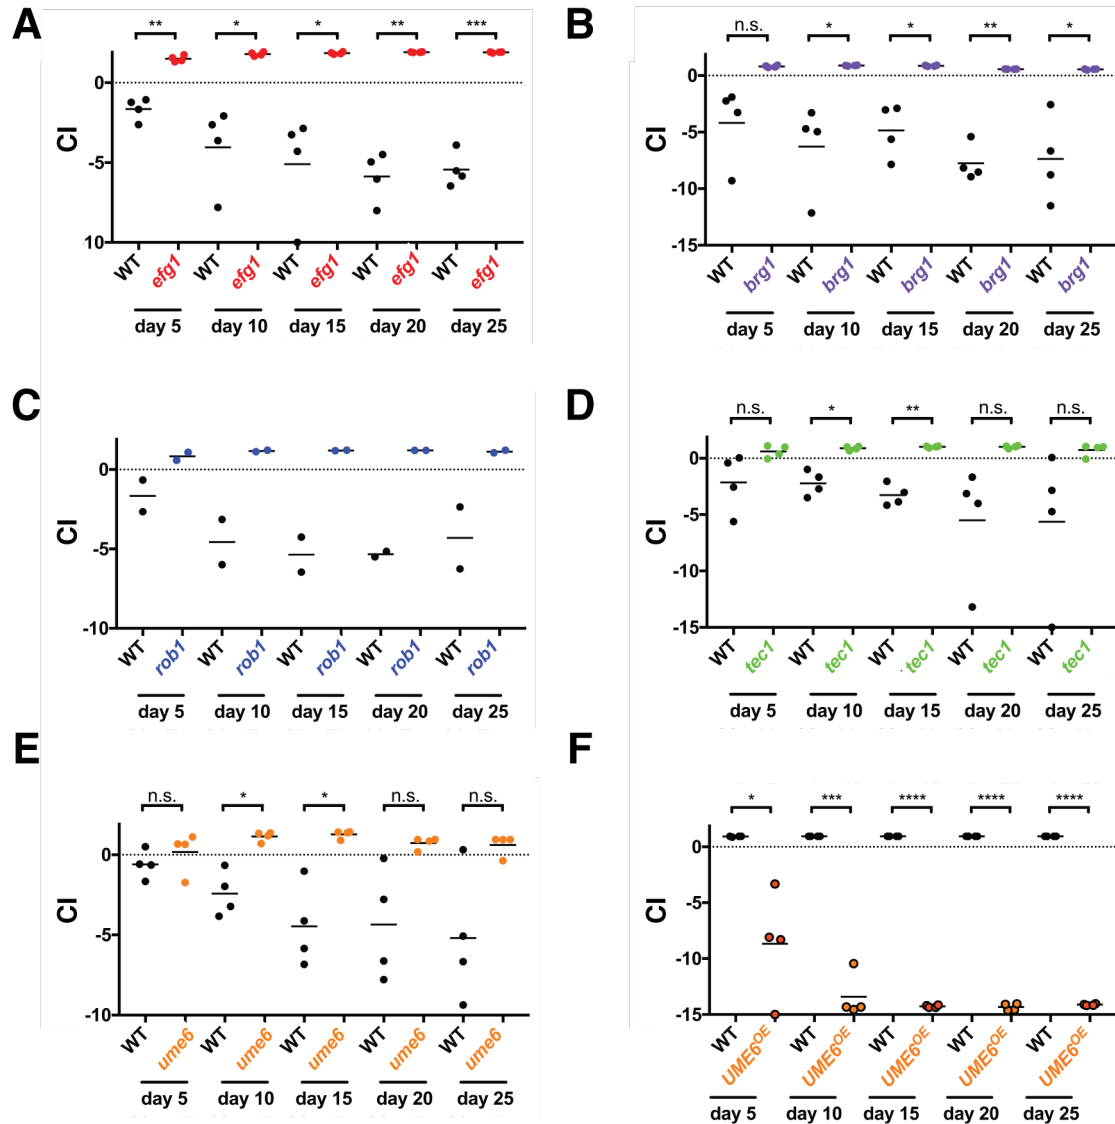 A
** * * ** ***
CI
0
-5
10
WT efg1 WT efg1 WT efg1 WT efg1 WT efg1
day 5 day 10 day 15 day 20 day 25
B
n.s. * * ** *
CI
0
-5
-10
-15
WT brg1 WT brg1 WT brg1 WT brg1 WT brg1
day 5 day 10 day 15 day 20 day 25
C
CI
0
-5
-10
WT rob1 WT rob1 WT rob1 WT rob1 WT rob1
day 5 day 10 day 15 day 20 day 25
D
n.s. * ** n.s. n.s.
CI
0
-5
-10
-15
WT tec1 WT tec1 WT tec1 WT tec1 WT tec1
day 5 day 10 day 15 day 20 day 25
E
n.s. * * n.s. n.s.
CI
0
-5
-10
WT ume6 WT ume6 WT ume6 WT ume6 WT ume6
day 5 day 10 day 15 day 20 day 25
F
* *** **** **** ****
CI
0
-5
-10
-15
WT UME6OE WT UME6OE WT UME6OE WT UME6OE WT UME6OE
day 5 day 10 day 15 day 20 day 25